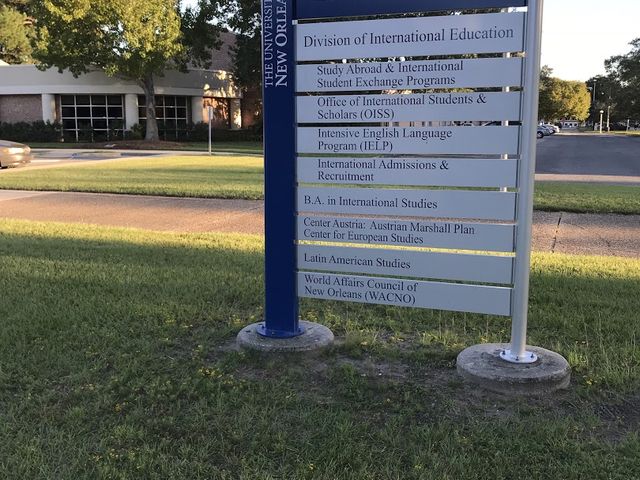 THE UNIVERSITY
NEW ORLEANS
Division of International Education
Study Abroad & International
Student Exchange Programs
Office of International Students &
Scholars (OISS)
Intensive English Language
Program (IELP)
International Admissions &
Recruitment
B.A. in International Studies
Center Austria: Austrian Marshall Plan
Center for European Studies
Latin American Studies
World Affairs Council of
New Orleans (WACNO)